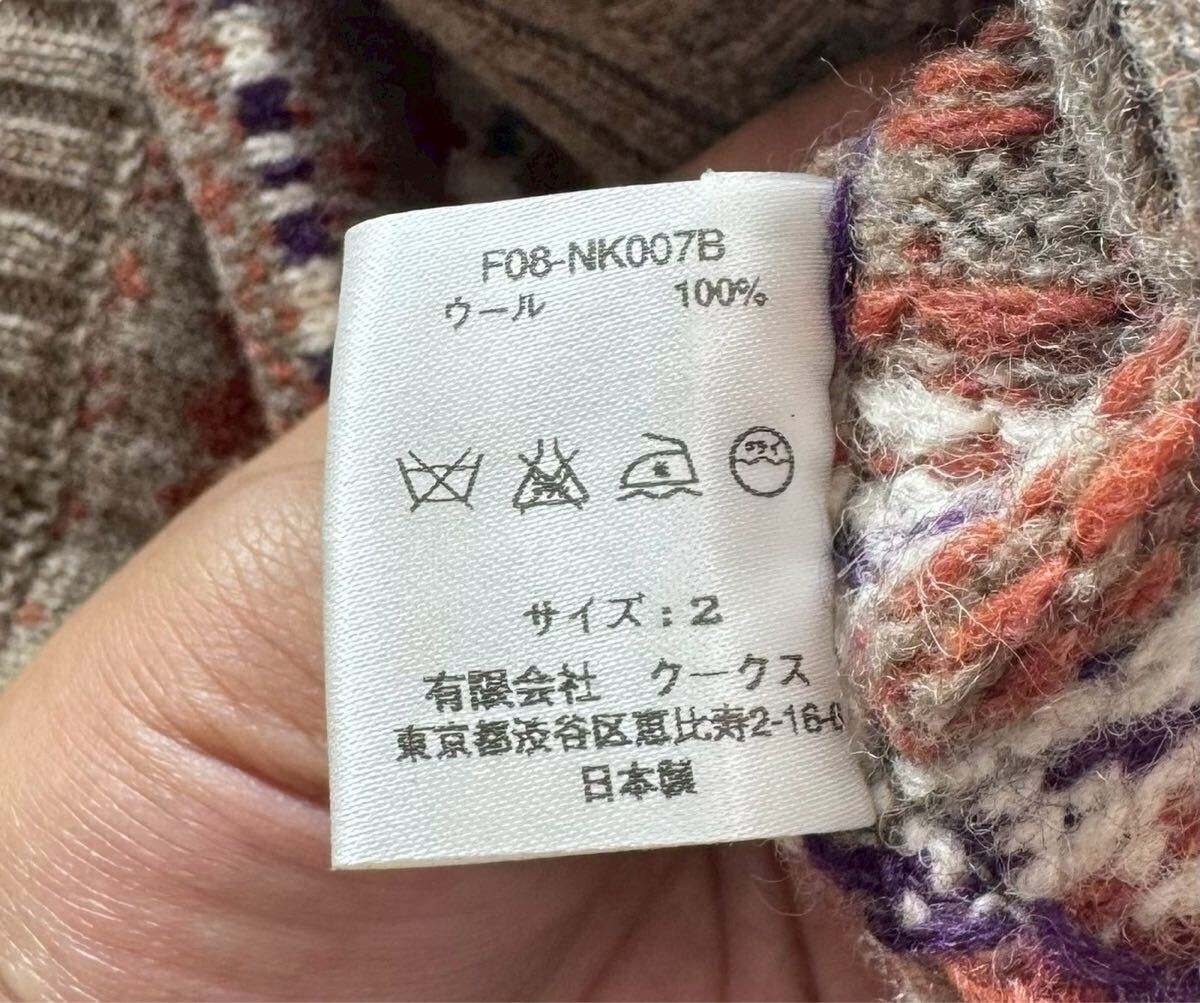 F08-NK007B
ウール 100%
ドライ
サイズ：2
有限会社 クークス
東京都渋谷区恵比寿2-16-
日本製